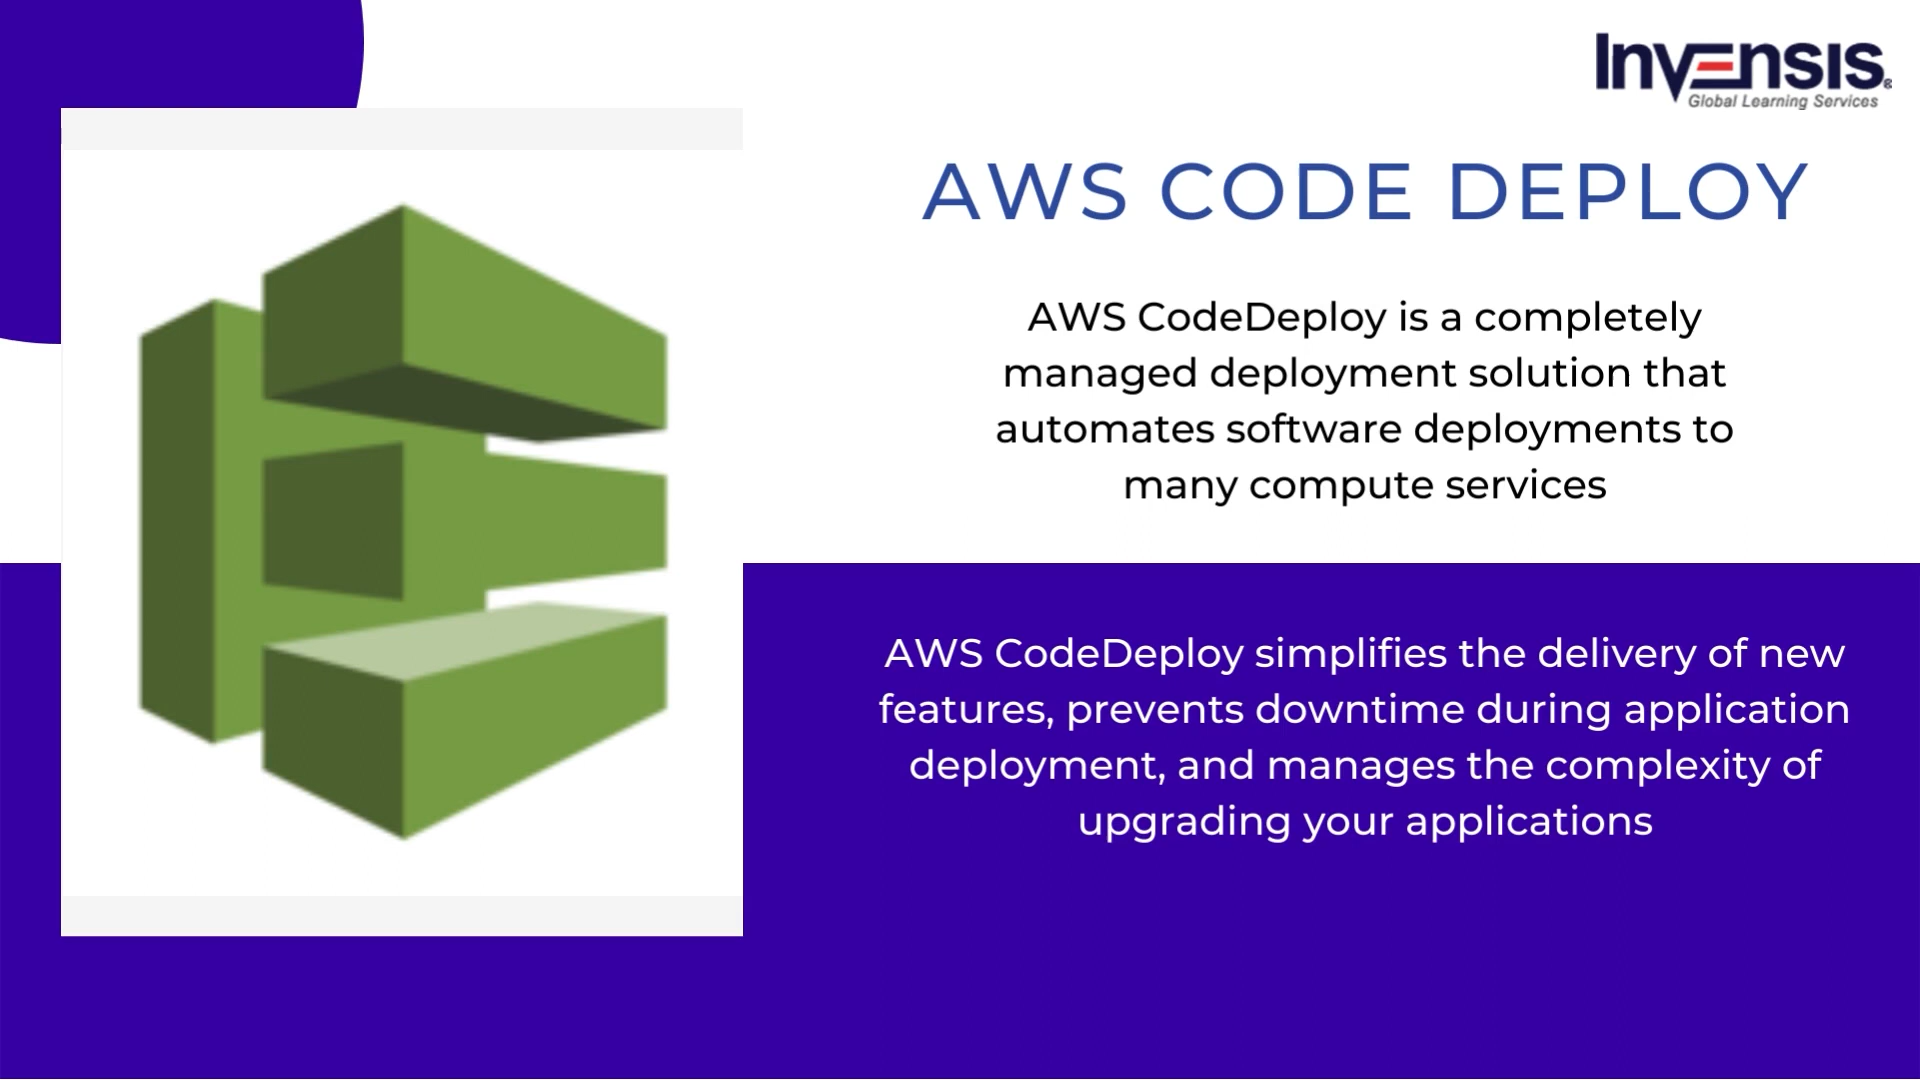 Invensis
Global Learning Services
AWS CODE DEPLOY
AWS CodeDeploy is a completely
managed deployment solution that
automates software deployments to
many compute services
AWS CodeDeploy simplifies the delivery of new
features, prevents downtime during application
deployment, and manages the complexity of
upgrading your applications